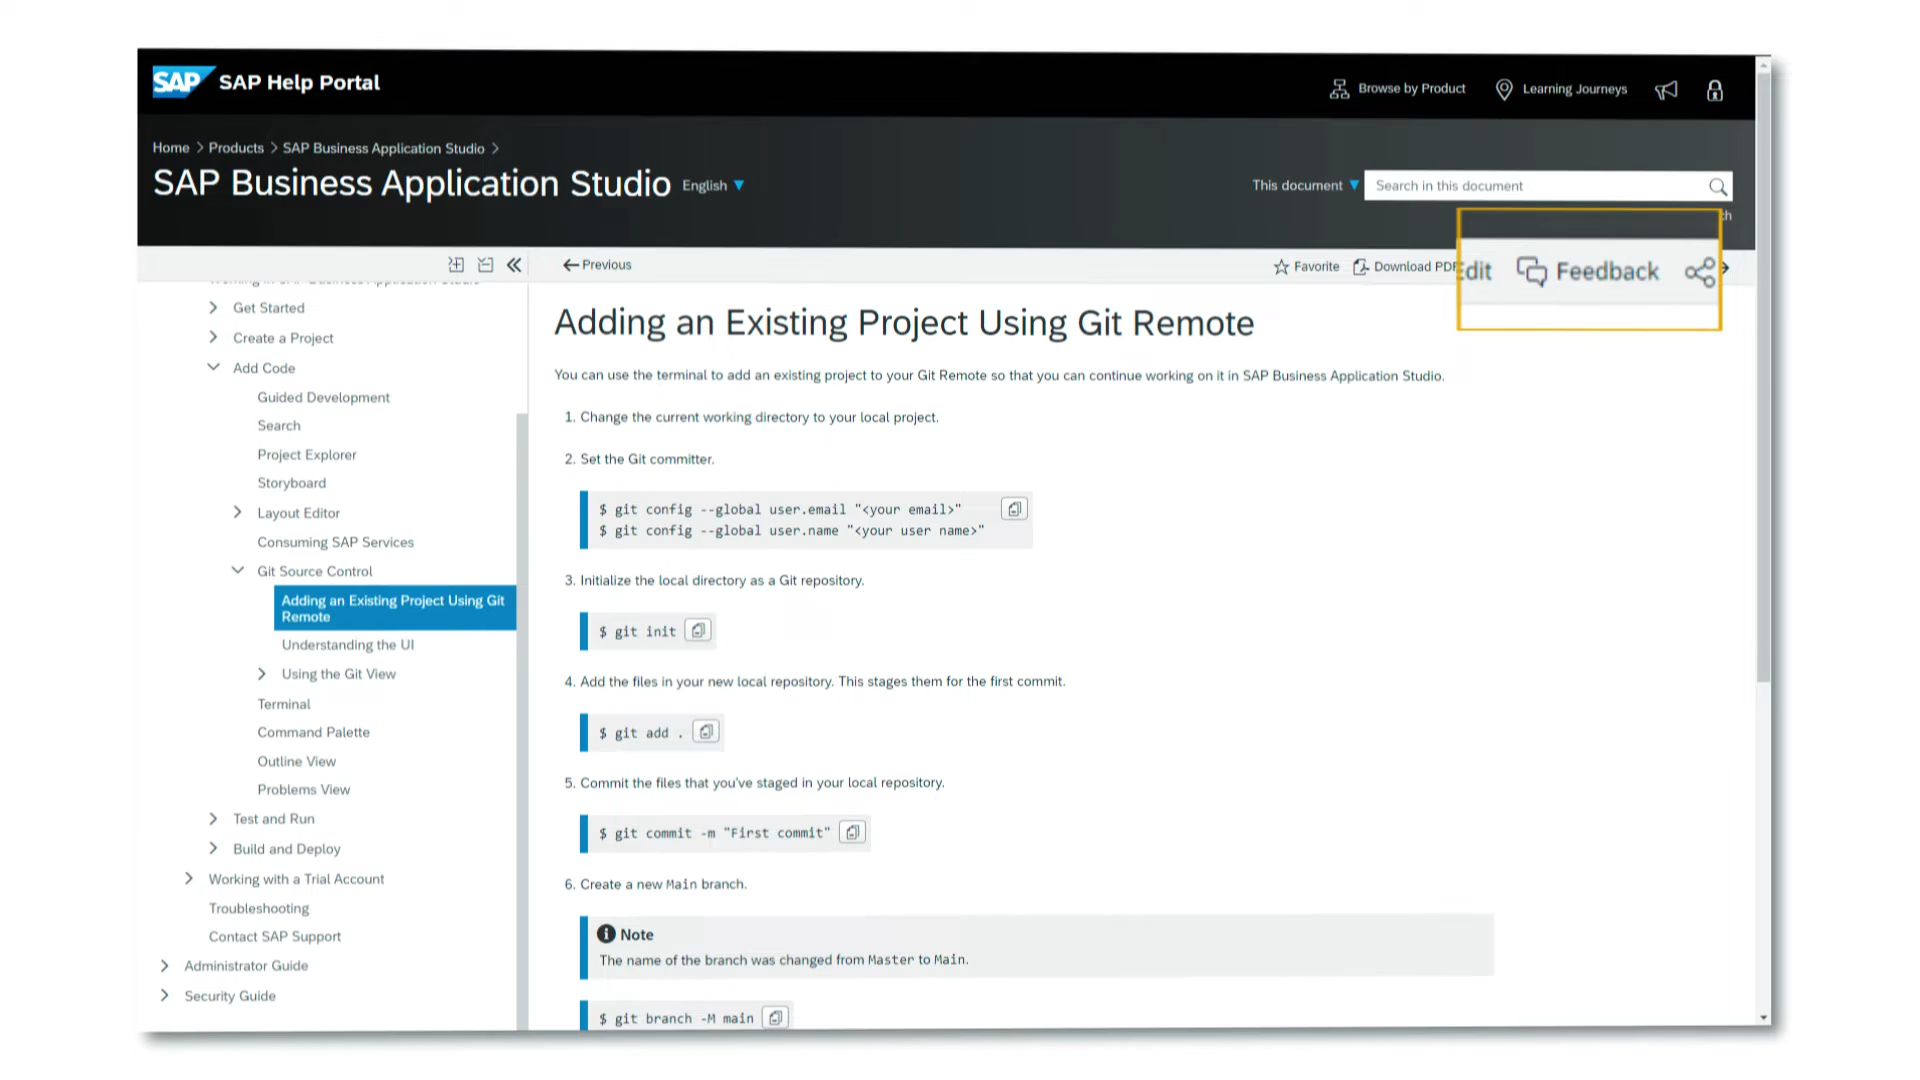 SAP SAP Help Portal
Browse by Product
Learning Journeys
Home > Products > SAP Business Application Studio >
SAP Business Application Studio English
This document
Search in this document
Previous
Favorite
Download PDF
Feedback
Get Started
Create a Project
Add Code
Guided Development
Search
Project Explorer
Storyboard
Layout Editor
Consuming SAP Services
Git Source Control
Adding an Existing Project Using Git
Remote
Understanding the UI
Using the Git View
Terminal
Command Palette
Outline View
Problems View
Test and Run
Build and Deploy
Working with a Trial Account
Troubleshooting
Contact SAP Support
Administrator Guide
Security Guide
Adding an Existing Project Using Git Remote
You can use the terminal to add an existing project to your Git Remote so that you can continue working on it in SAP Business Application Studio.
1. Change the current working directory to your local project.
2. Set the Git committer.
$ git config --global user.email "<your email>"
$ git config --global user.name "<your user name>"
3. Initialize the local directory as a Git repository.
$ git init
4. Add the files in your new local repository. This stages them for the first commit.
$ git add .
5. Commit the files that you've staged in your local repository.
$ git commit -m "First commit"
6. Create a new Main branch.
Note
The name of the branch was changed from Master to Main.
$ git branch -M main